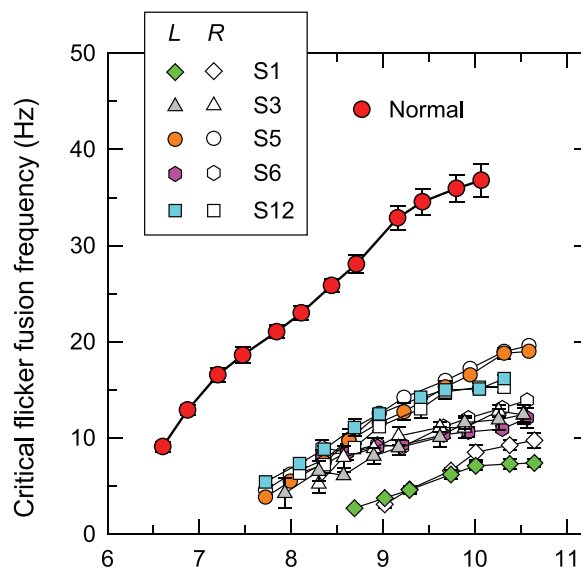 L R
S1
S3
S5
S6
S12
Normal
Critical flicker fusion frequency (Hz)
50
40
30
20
10
0
6 7 8 9 10 11